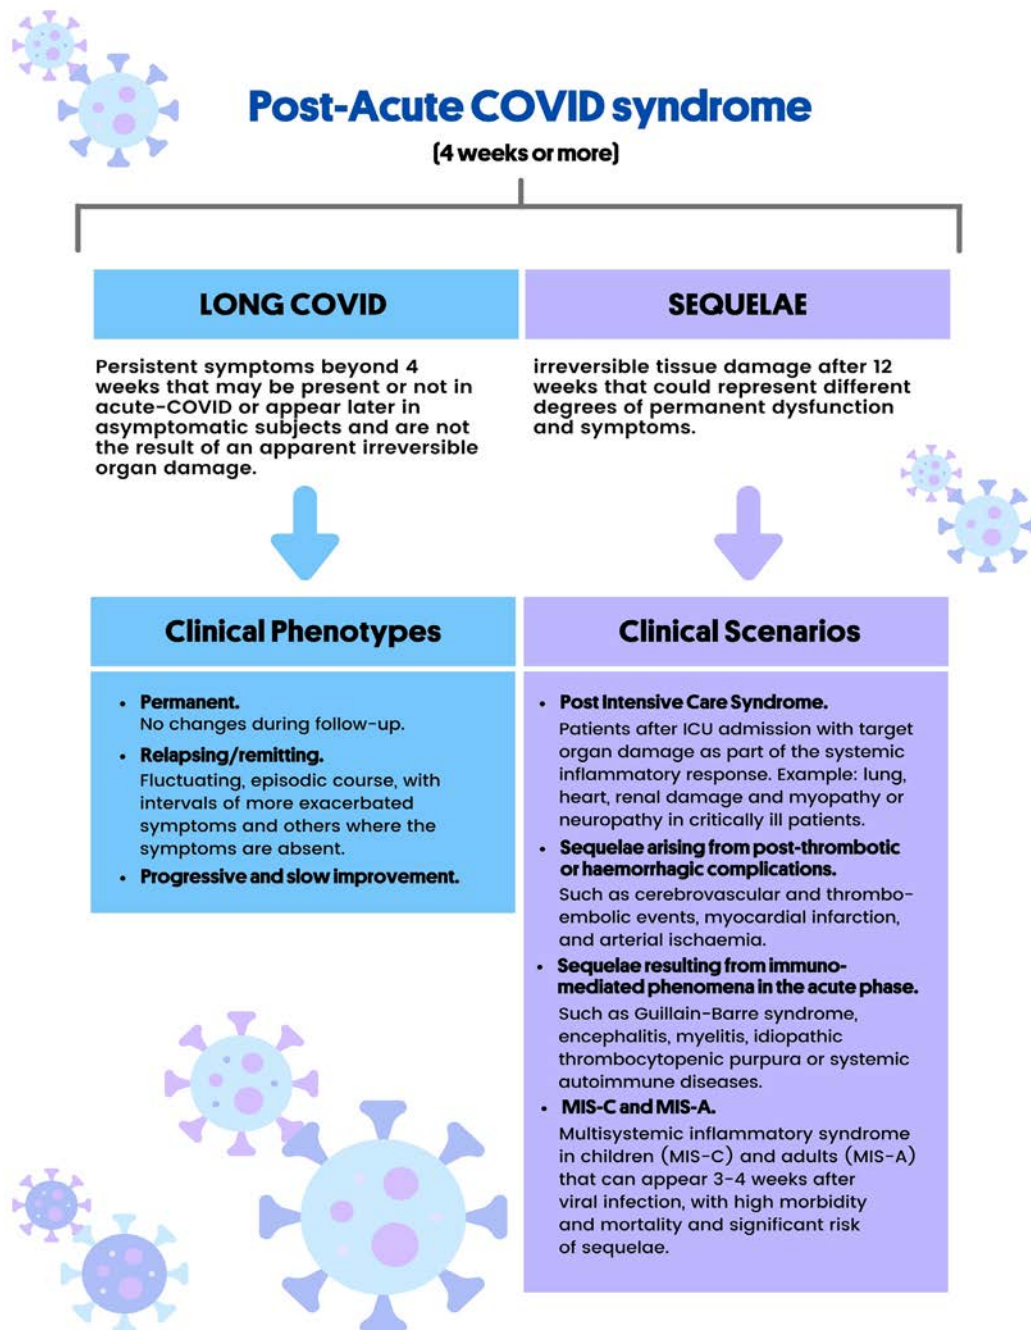 Post-Acute COVID syndrome
(4 weeks or more)
LONG COVID
Persistent symptoms beyond 4
weeks that may be present or not in
acute-COVID or appear later in
asymptomatic subjects and are not
the result of an apparent irreversible
organ damage.
SEQUELAE
irreversible tissue damage after 12
weeks that could represent different
degrees of permanent dysfunction
and symptoms.
Clinical Phenotypes
• Permanent.
No changes during follow-up.
• Relapsing/remitting.
Fluctuating, episodic course, with
intervals of more exacerbated
symptoms and others where the
symptoms are absent.
• Progressive and slow improvement.
Clinical Scenarios
• Post Intensive Care Syndrome.
Patients after ICU admission with target
organ damage as part of the systemic
inflammatory response. Example: lung,
heart, renal damage and myopathy or
neuropathy in critically ill patients.
• Sequelae arising from post-thrombotic
or haemorrhagic complications.
Such as cerebrovascular and thrombo-
embolic events, myocardial infarction,
and arterial ischaemia.
• Sequelae resulting from immuno-
mediated phenomena in the acute phase.
Such as Guillain-Barre syndrome,
encephalitis, myelitis, idiopathic
thrombocytopenic purpura or systemic
autoimmune diseases.
• MIS-C and MIS-A.
Multisystemic inflammatory syndrome
in children (MIS-C) and adults (MIS-A)
that can appear 3-4 weeks after
viral infection, with high morbidity
and mortality and significant risk
of sequelae.